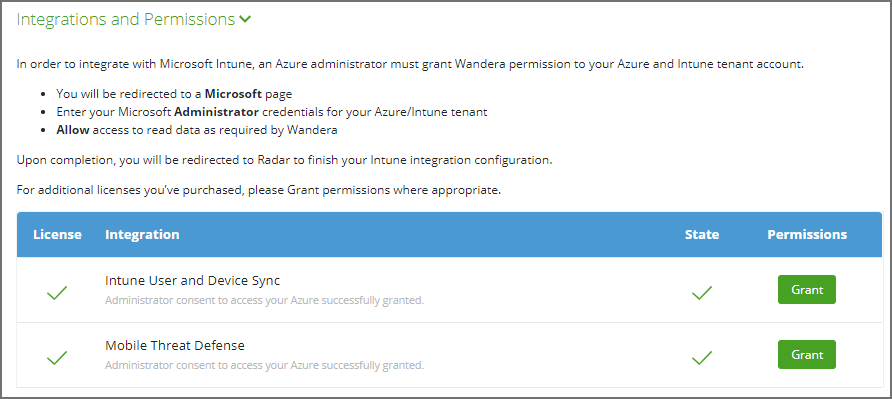 Integrations and Permissions
In order to integrate with Microsoft Intune, an Azure administrator must grant Wandera permission to your Azure and Intune tenant account.
• You will be redirected to a Microsoft page
• Enter your Microsoft Administrator credentials for your Azure/Intune tenant
• Allow access to read data as required by Wandera
Upon completion, you will be redirected to Radar to finish your Intune integration configuration.
For additional licenses you've purchased, please Grant permissions where appropriate.
License Integration State Permissions
Intune User and Device Sync
Administrator consent to access your Azure successfully granted.
Grant
Mobile Threat Defense
Administrator consent to access your Azure successfully granted.
Grant